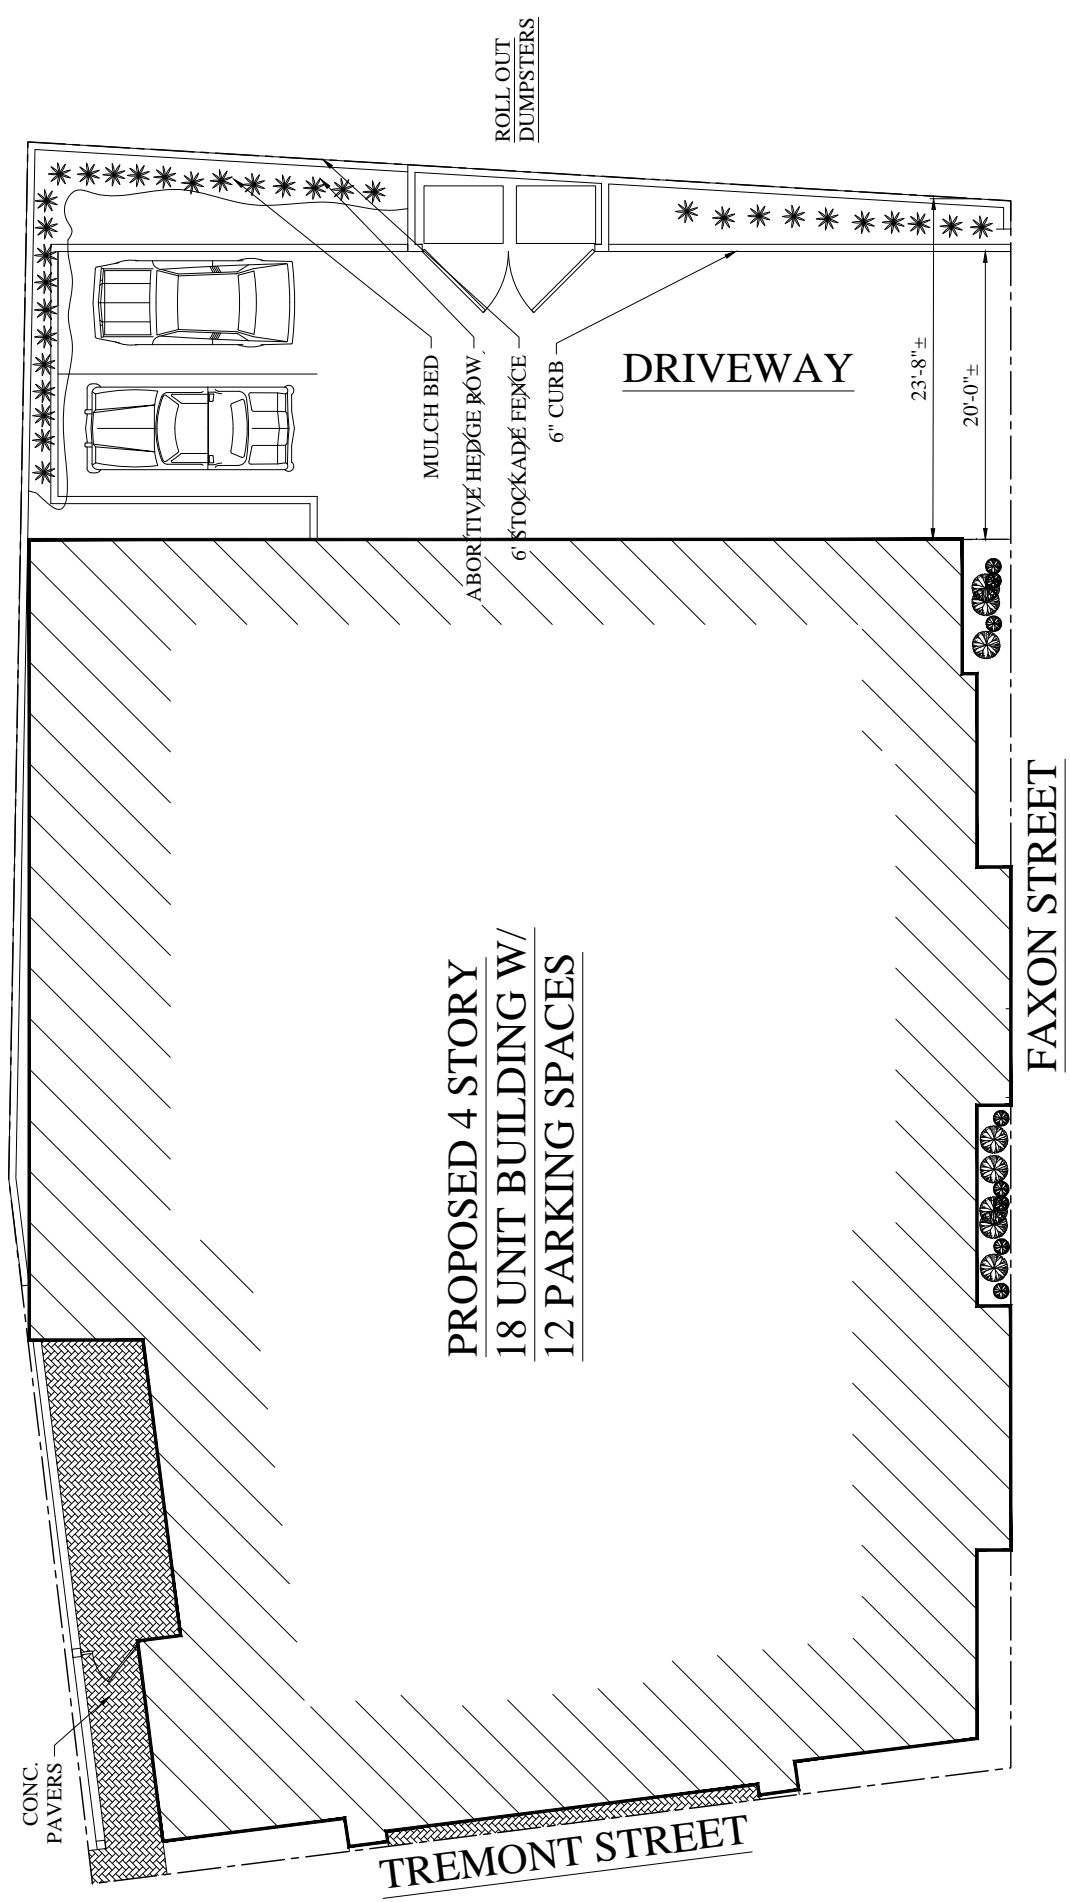 ROLL OUT
DUMPSTERS
MULCH BED
ABORITIVE HEDGE ROW
6' STOCKADE FENCE
6" CURB
DRIVEWAY
23'-8"±
20'-0"±
PROPOSED 4 STORY
18 UNIT BUILDING W/
12 PARKING SPACES
FAXON STREET
CONC.
PAVERS
TREMONT STREET